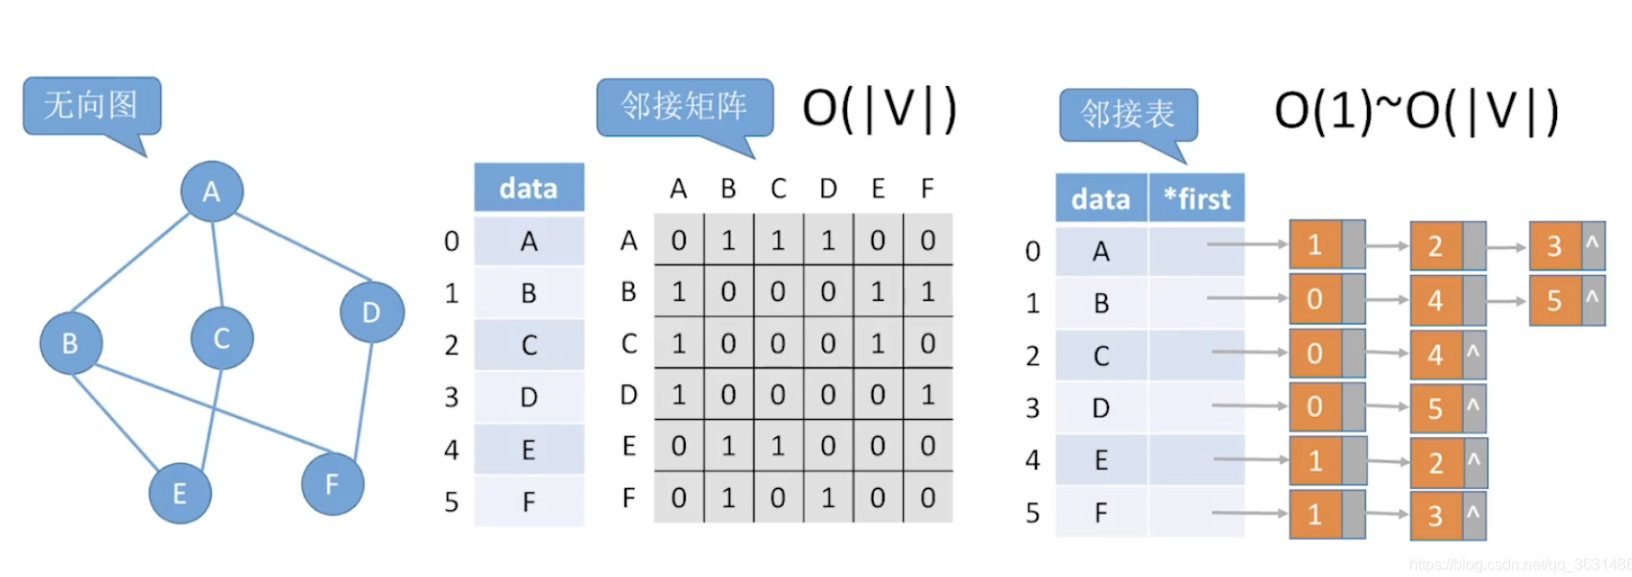 无向图
A
B
C
D
E
F
data
0 A
1 B
2 C
3 D
4 E
5 F
邻接矩阵 O(|V|)
A B C D E F
A 0 1 1 1 0 0
B 1 0 0 0 1 1
C 1 0 0 0 1 0
D 1 0 0 0 0 1
E 0 1 1 0 0 0
F 0 1 0 1 0 0
邻接表 O(1)~O(|V|)
data *first
0 A 1 2 3 ^
1 B 0 4 5 ^
2 C 0 4 ^
3 D 0 5 ^
4 E 1 2 ^
5 F 1 3 ^
https://blog.csdn.net/qq_3631486